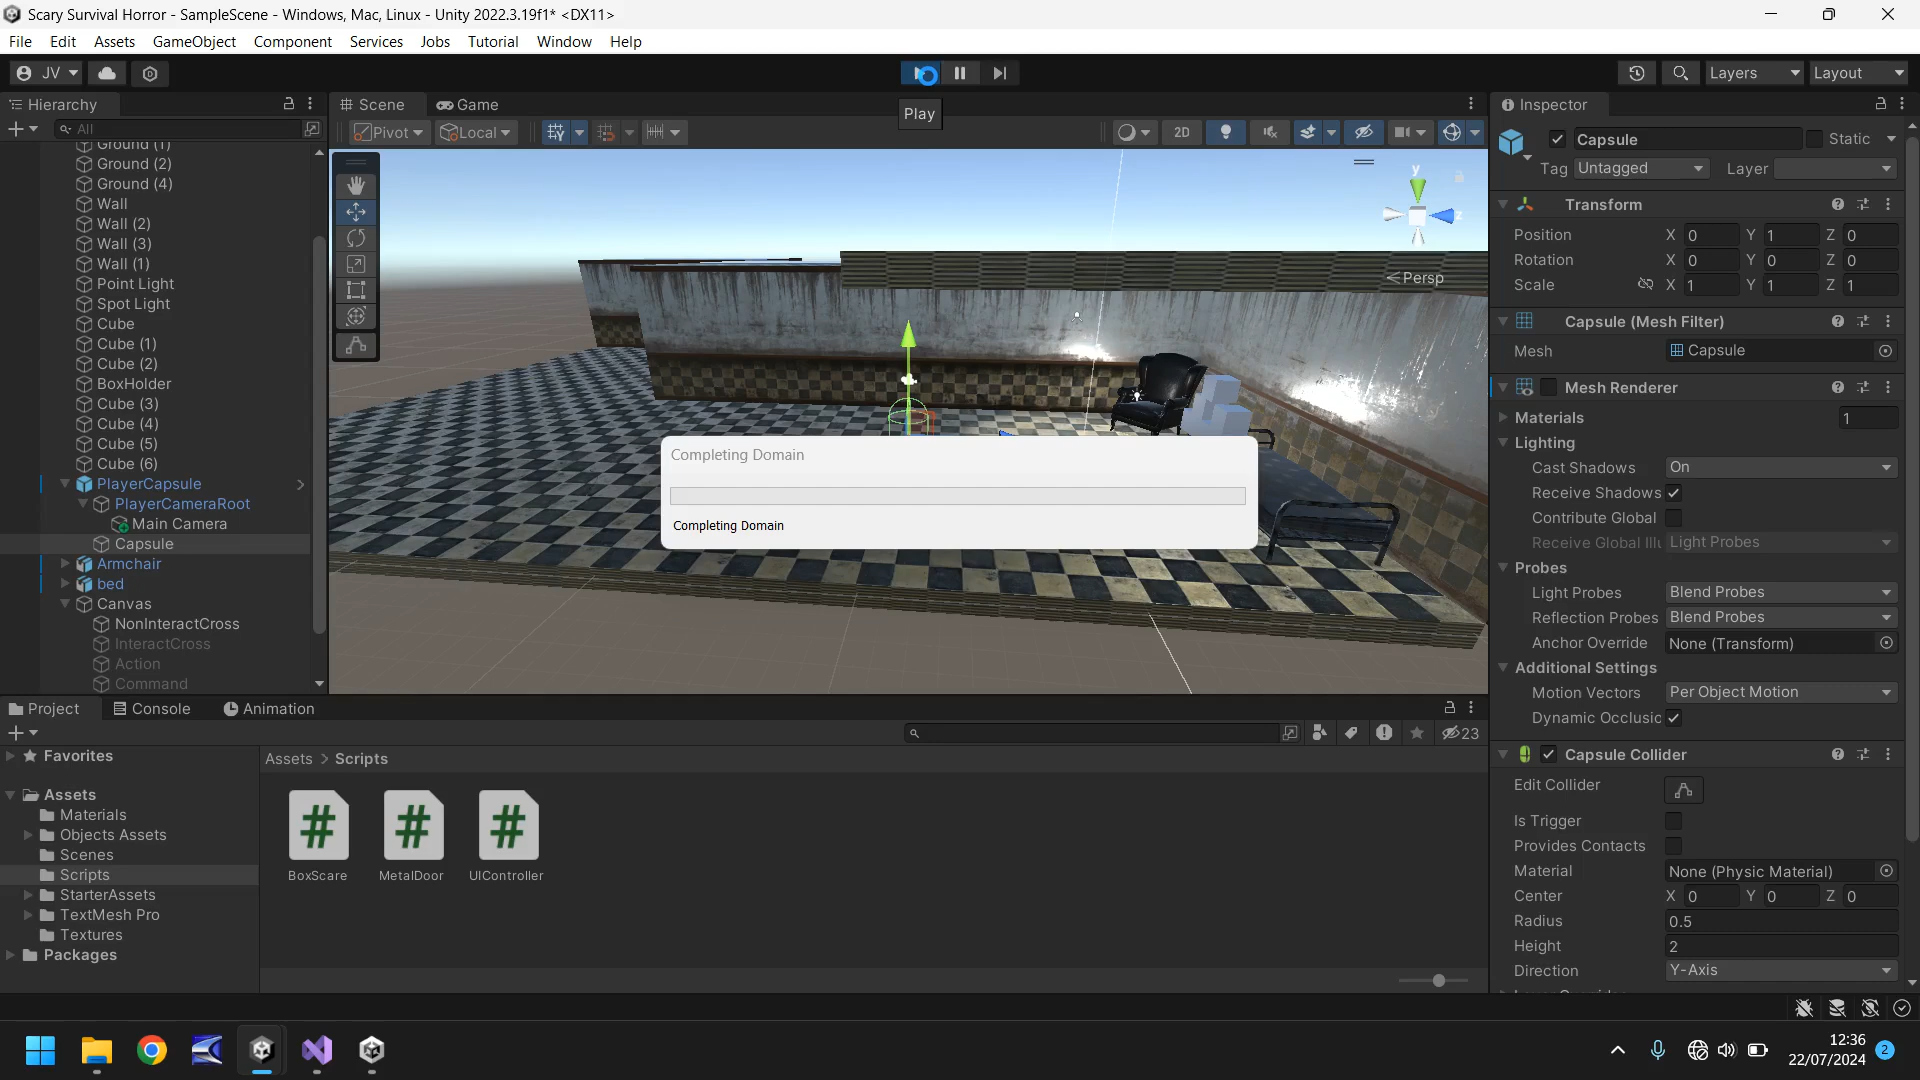 Scary Survival Horror - SampleScene - Windows, Mac, Linux - Unity 2022.3.19f1* <DX11>
File Edit Assets GameObject Component Services Jobs Tutorial Window Help
JV Layers Layout
Play
Hierarchy
All
Ground (1)
Ground (2)
Ground (4)
Wall
Wall (2)
Wall (3)
Wall (1)
Point Light
Spot Light
Cube
Cube (1)
Cube (2)
BoxHolder
Cube (3)
Cube (4)
Cube (5)
Cube (6)
PlayerCapsule
PlayerCameraRoot
Main Camera
Capsule
Armchair
bed
Canvas
NonInteractCross
InteractCross
Action
Command
Scene Game
Pivot Local 2D
y
z
Persp
Completing Domain
Completing Domain
Inspector
Capsule Static
Tag Untagged Layer
Transform
Position X 0 Y 1 Z 0
Rotation X 0 Y 0 Z 0
Scale X 1 Y 1 Z 1
Capsule (Mesh Filter)
Mesh Capsule
Mesh Renderer
Materials 1
Lighting
Cast Shadows On
Receive Shadows
Contribute Global
Receive Global Illu Light Probes
Probes
Light Probes Blend Probes
Reflection Probes Blend Probes
Anchor Override None (Transform)
Additional Settings
Motion Vectors Per Object Motion
Dynamic Occlusic
Capsule Collider
Edit Collider
Is Trigger
Provides Contacts
Material None (Physic Material)
Center X 0 Y 0 Z 0
Radius 0.5
Height 2
Direction Y-Axis
Project Console Animation
23
Favorites
Assets
Materials
Objects Assets
Scenes
Scripts
StarterAssets
TextMesh Pro
Textures
Packages
Assets > Scripts
BoxScare MetalDoor UIController
12:36
22/07/2024
2